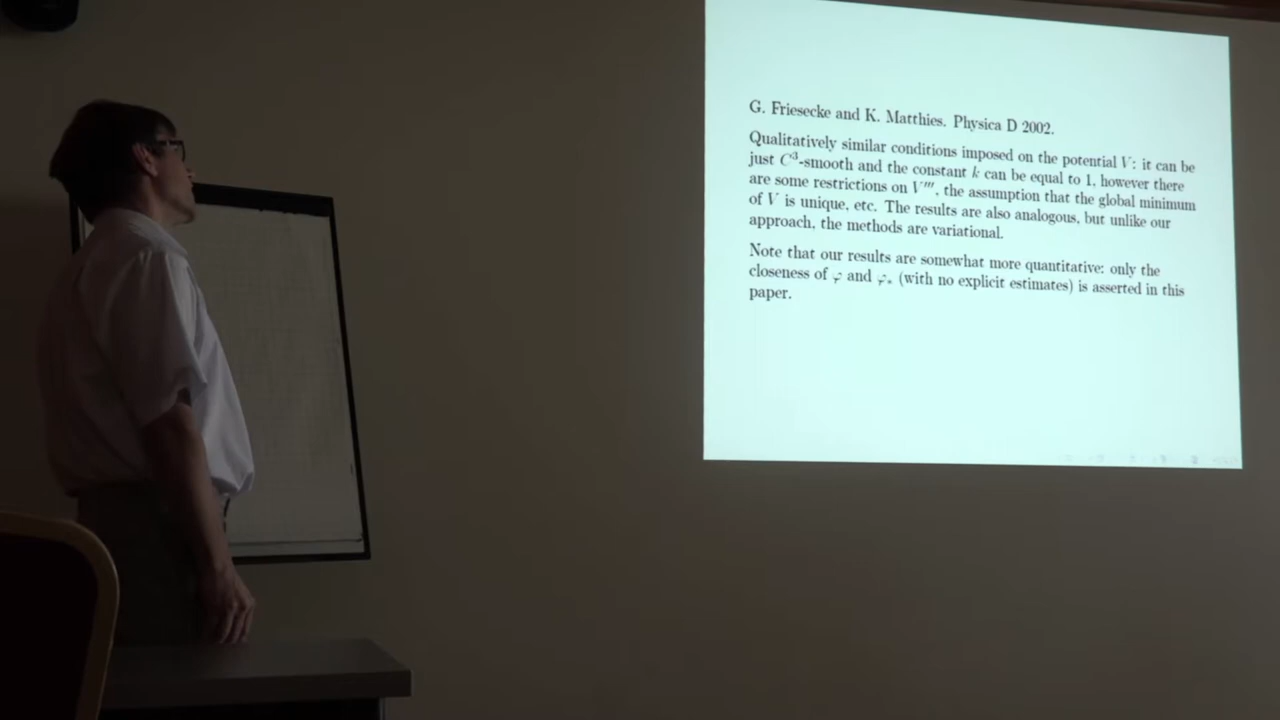 G. Friesecke and K. Matthies. Physica D 2002.
Qualitatively similar conditions imposed on the potential V: it can be
just C³-smooth and the constant k can be equal to 1, however there
are some restrictions on V‴, the assumption that the global minimum
of V is unique, etc. The results are also analogous, but unlike our
approach, the methods are variational.
Note that our results are somewhat more quantitative: only the
closeness of φ and φ* (with no explicit estimates) is asserted in this
paper.